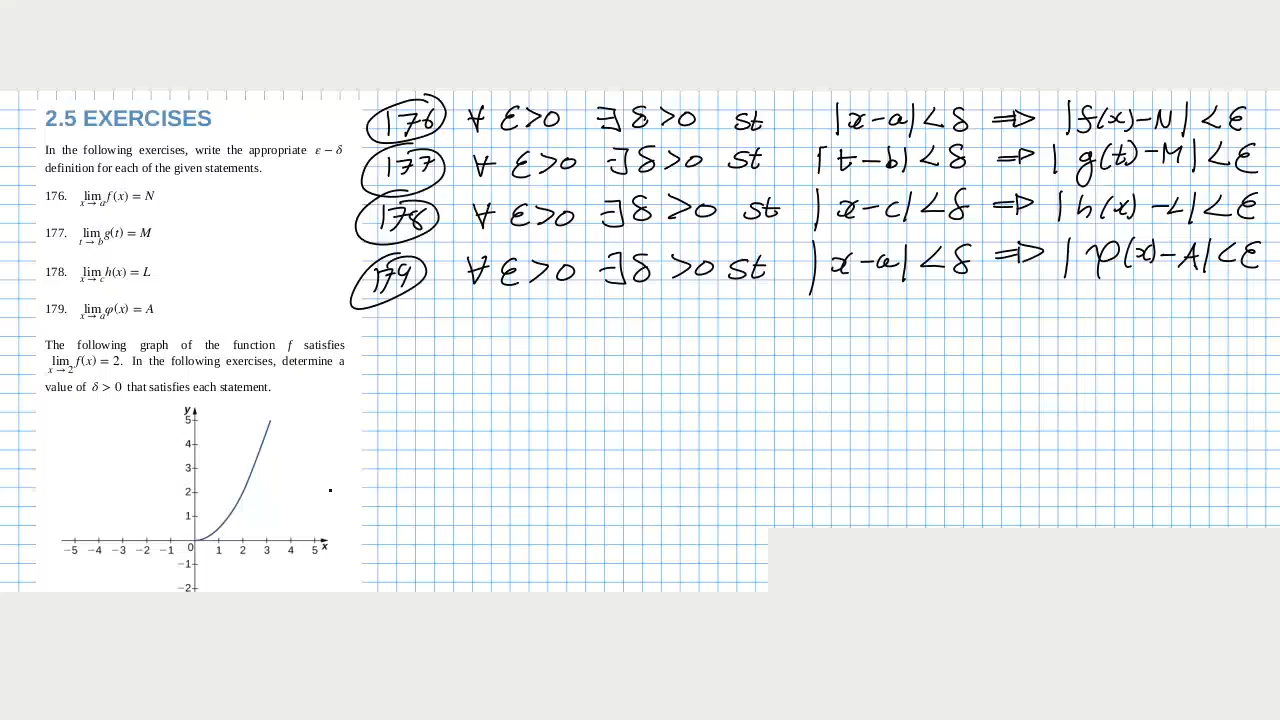 2.5 EXERCISES
In the following exercises, write the appropriate ε − δ
definition for each of the given statements.
176. lim x → a f(x) = N
177. lim t → b g(t) = M
178. lim x → c h(x) = L
179. lim x → a φ(x) = A
The following graph of the function f satisfies
lim x → 2 f(x) = 2. In the following exercises, determine a
value of δ > 0 that satisfies each statement.
y
5
4
3
2
1
−5 −4 −3 −2 −1 0 1 2 3 4 5 x
−1
−2
176 ∀ ε>0 ∃ δ>0 st |x-a|<δ ⇒ |f(x)-N|<ε
177 ∀ ε>0 ∃ δ>0 st |t-b|<δ ⇒ |g(t)-M|<ε
178 ∀ ε>0 ∃ δ>0 st |x-c|<δ ⇒ |h(x)-L|<ε
179 ∀ ε>0 ∃ δ>0 st |x-a|<δ ⇒ |φ(x)-A|<ε